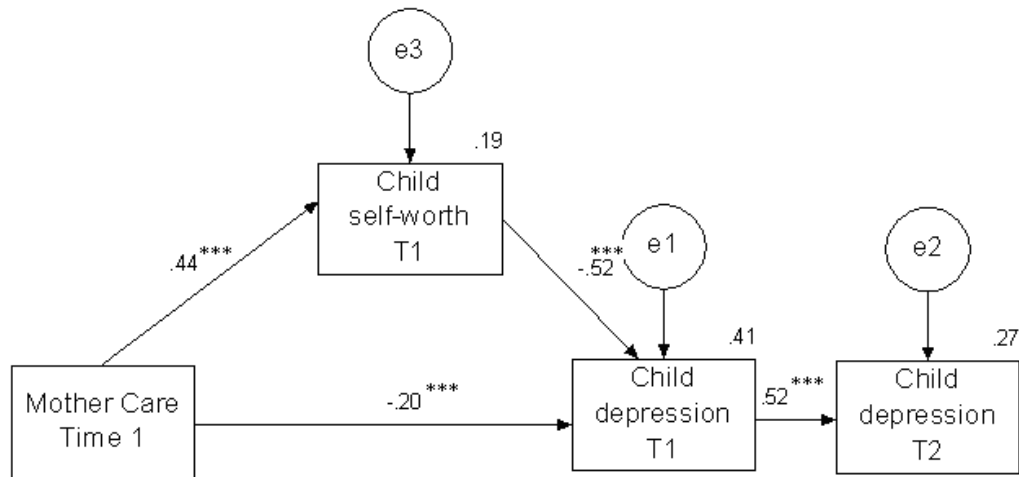 e3
.19
Child
self-worth
T1
.44***
***
-.52
e1
e2
.41
.27
Mother Care
Time 1
-.20***
Child
depression
T1
.52***
Child
depression
T2